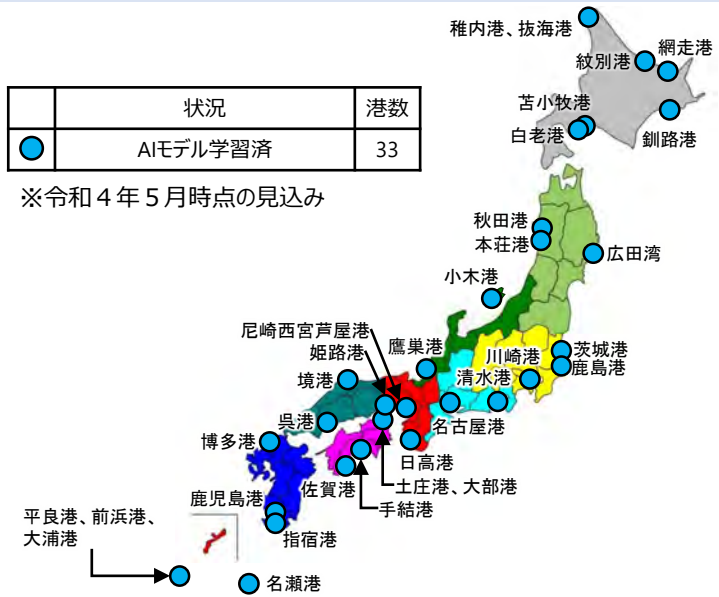 稚内港、抜海港
紋別港
網走港
苫小牧港
白老港
釧路港
状況
港数
AIモデル学習済
33
※令和４年５月時点の見込み
秋田港
本荘港
広田湾
小木港
尼崎西宮芦屋港
姫路港
鷹巣港
川崎港
茨城港
鹿島港
境港
清水港
呉港
名古屋港
博多港
日高港
佐賀港
土庄港、大部港
手結港
鹿児島港
指宿港
平良港、前浜港、
大浦港
名瀬港